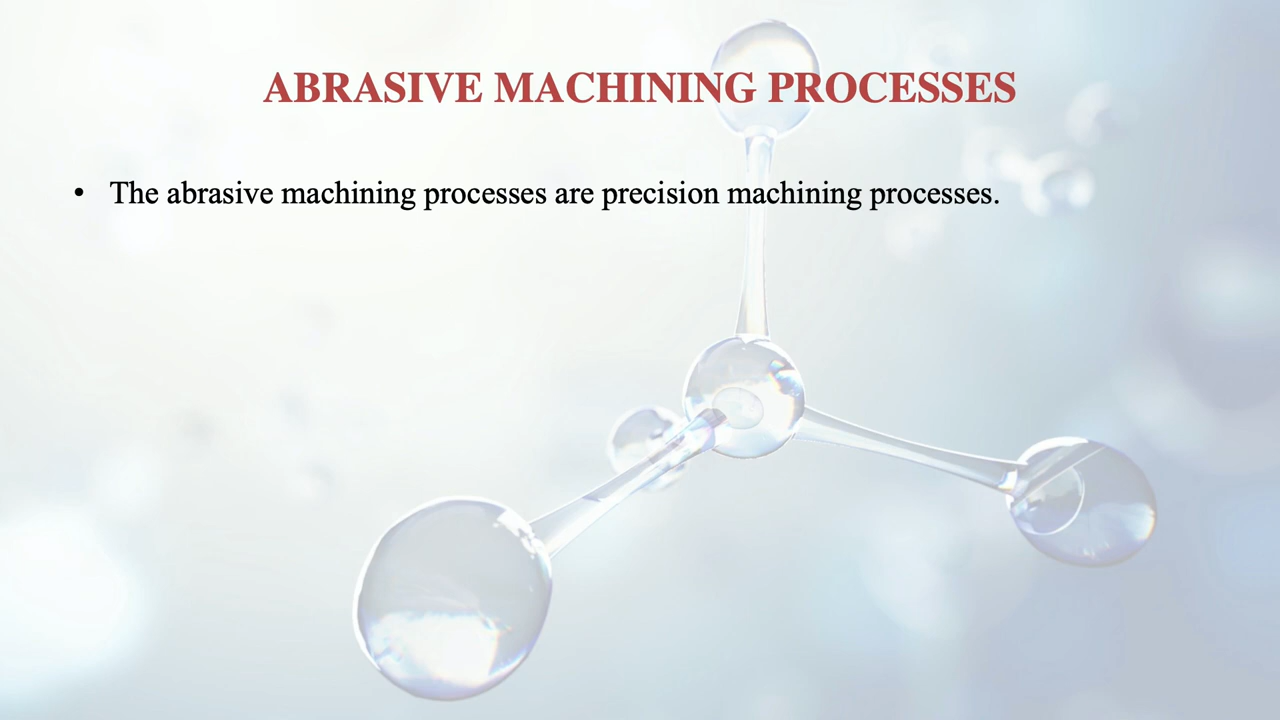 ABRASIVE MACHINING PROCESSES
• The abrasive machining processes are precision machining processes.